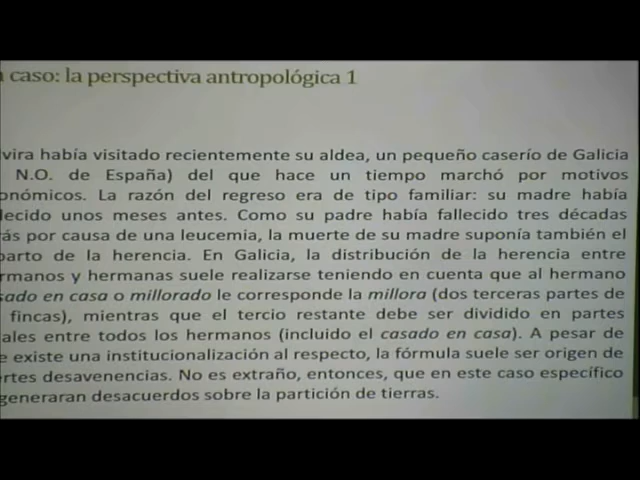 caso: la perspectiva antropológica 1
vira había visitado recientemente su aldea, un pequeño caserío de Galicia
N.O. de España) del que hace un tiempo marchó por motivos
onómicos. La razón del regreso era de tipo familiar: su madre había
lecido unos meses antes. Como su padre había fallecido tres décadas
rás por causa de una leucemia, la muerte de su madre suponía también el
parto de la herencia. En Galicia, la distribución de la herencia entre
rmanos y hermanas suele realizarse teniendo en cuenta que al hermano
sado en casa o millorado le corresponde la millora (dos terceras partes de
fincas), mientras que el tercio restante debe ser dividido en partes
ales entre todos los hermanos (incluido el casado en casa). A pesar de
e existe una institucionalización al respecto, la fórmula suele ser origen de
ertes desavenencias. No es extraño, entonces, que en este caso específico
generaran desacuerdos sobre la partición de tierras.